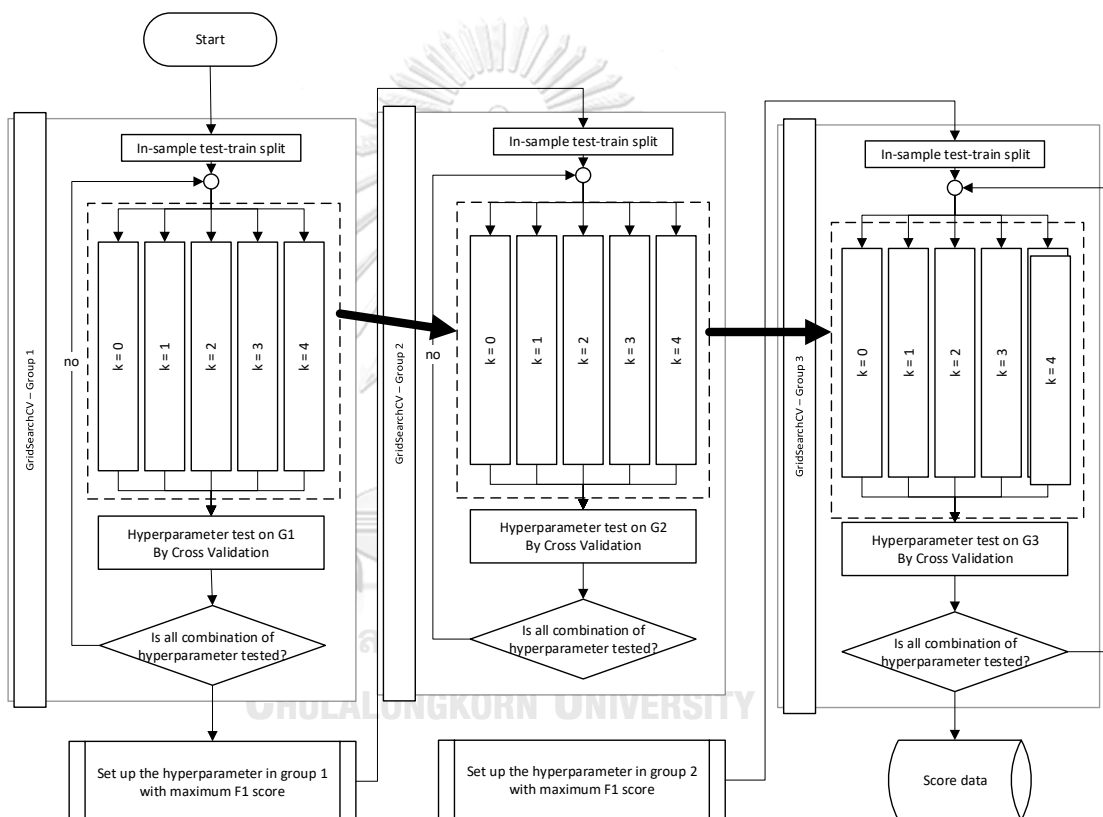 Start
GridSearchCV – Group 1
In-sample test-train split
no
k = 0
k = 1
k = 2
k = 3
k = 4
Hyperparameter test on G1
By Cross Validation
Is all combination of
hyperparameter tested?
Set up the hyperparameter in group 1
with maximum F1 score
GridSearchCV – Group 2
In-sample test-train split
no
k = 0
k = 1
k = 2
k = 3
k = 4
Hyperparameter test on G2
By Cross Validation
Is all combination of
hyperparameter tested?
Set up the hyperparameter in group 2
with maximum F1 score
GridSearchCV – Group 3
In-sample test-train split
k = 0
k = 1
k = 2
k = 3
k = 4
Hyperparameter test on G3
By Cross Validation
Is all combination of
hyperparameter tested?
Score data
CHULALONGKORN UNIVERSITY